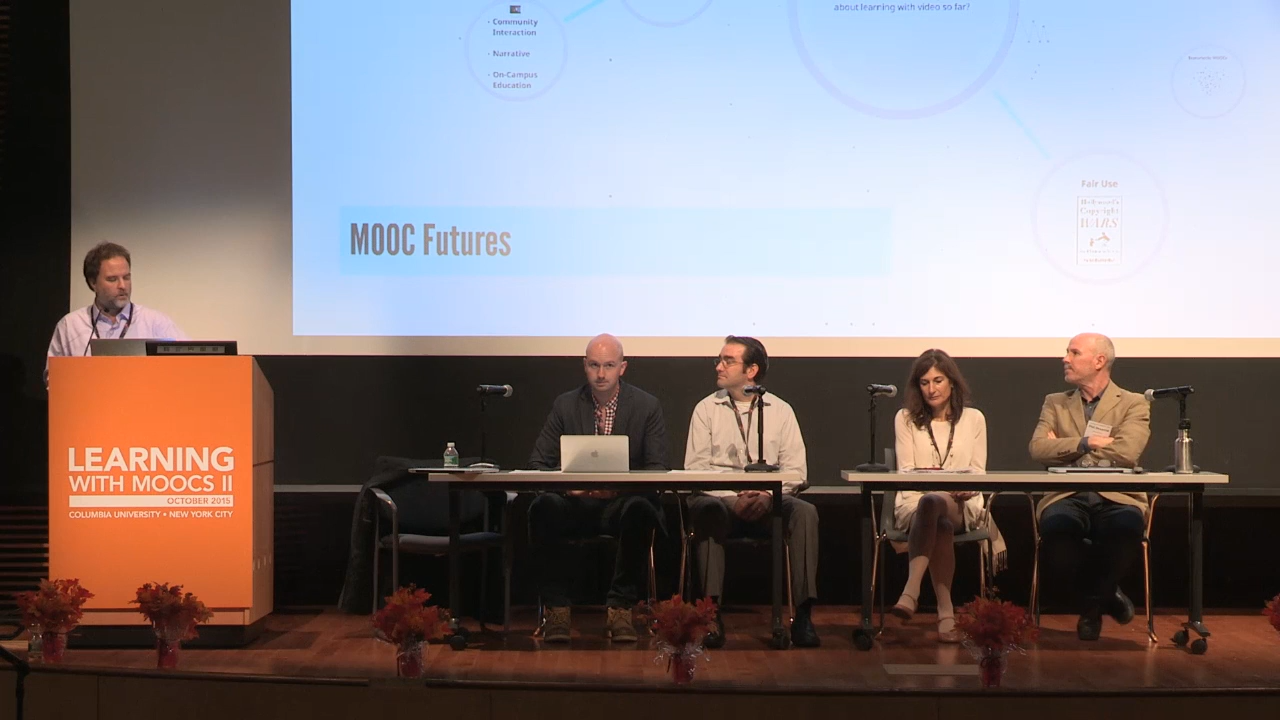 about learning with video so far?
· Community
Interaction
· Narrative
· On-Campus
Education
Fair Use
Hollywood's
Copyright
WARS
MOOC Futures
LEARNING
WITH MOOCS II
OCTOBER 2015
COLUMBIA UNIVERSITY • NEW YORK CITY